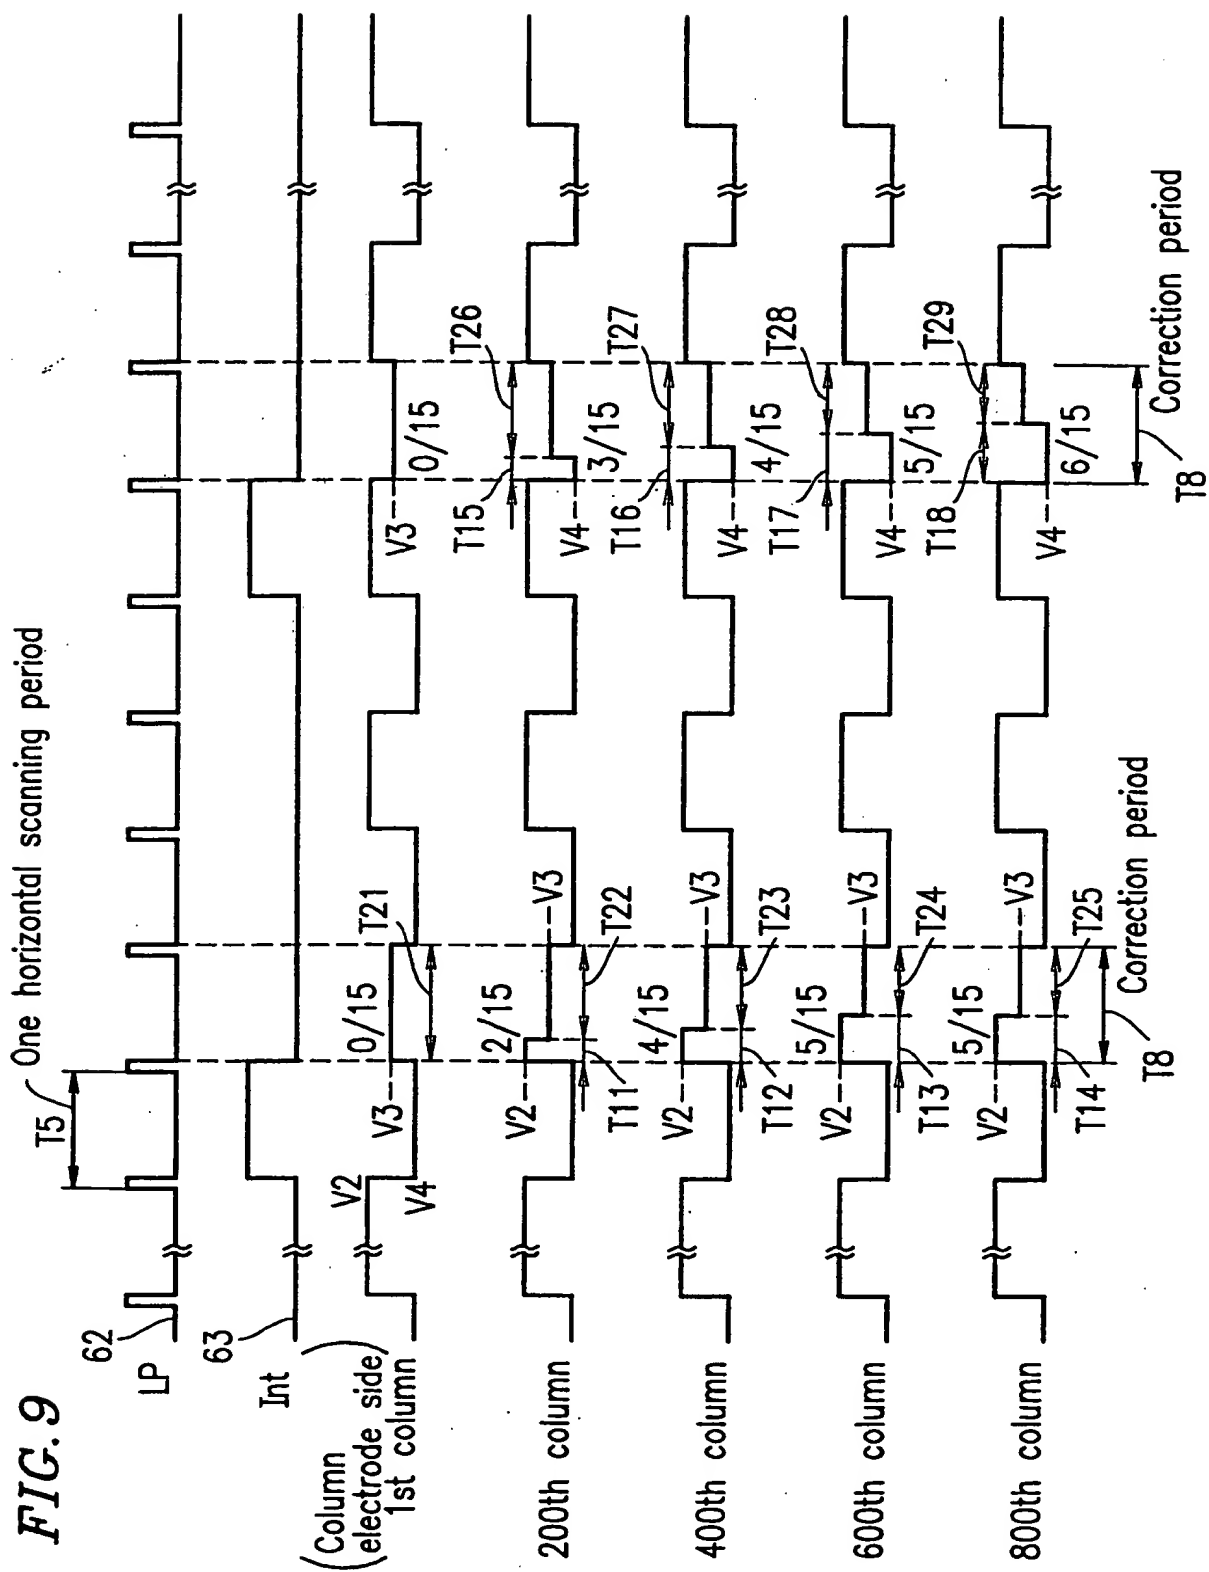 FIG. 9
T5
One horizontal scanning period
62
LP
63
Int
(Column
electrode side)
1st column
V2
V4
V3
0/15
T21
V3
0/15
200th column
V2
2/15
V3
T11
T22
T15
T26
V4
3/15
400th column
V2
4/15
V3
T12
T23
T16
T27
V4
4/15
600th column
V2
5/15
V3
T13
T24
T17
T28
V4
5/15
800th column
V2
5/15
V3
T14
T25
T18
T29
V4
6/15
T8
Correction period
T8
Correction period